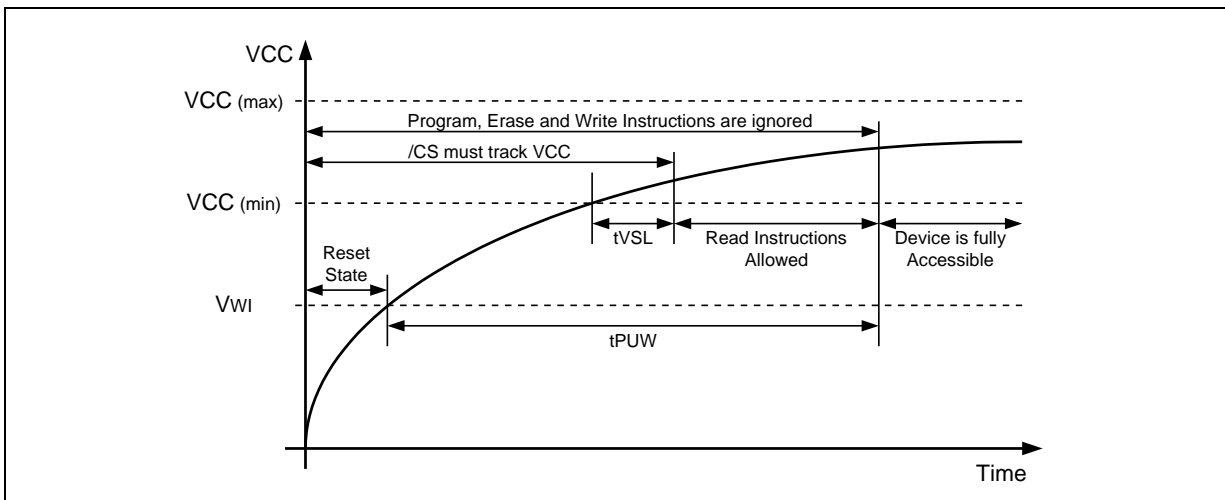 VCC
VCC (max)
Program, Erase and Write Instructions are ignored
/CS must track VCC
VCC (min)
tVSL
Read Instructions
Allowed
Device is fully
Accessible
Reset
State
VWI
tPUW
Time